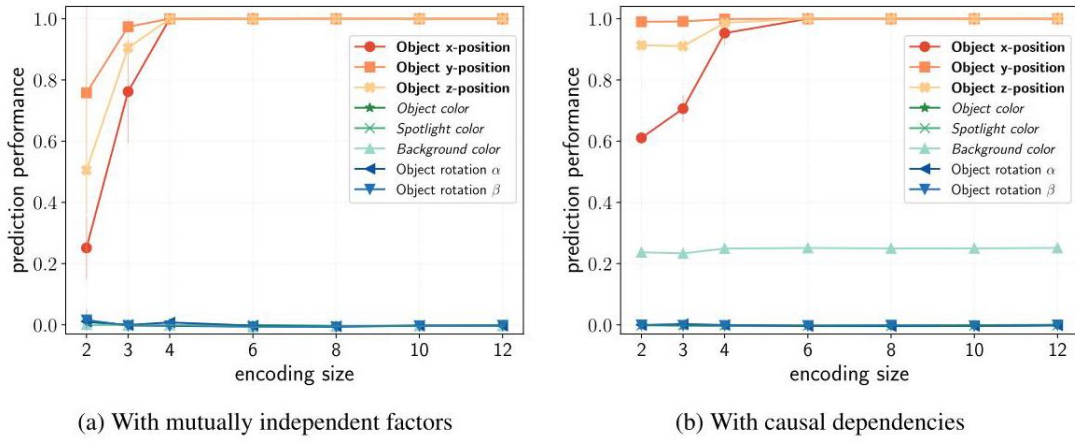 prediction performance
1.0
0.8
0.6
0.4
0.2
0.0
Object x-position
Object y-position
Object z-position
Object color
Spotlight color
Background color
Object rotation α
Object rotation β
2 3 4 6 8 10 12
encoding size
(a) With mutually independent factors
prediction performance
1.0
0.8
0.6
0.4
0.2
0.0
Object x-position
Object y-position
Object z-position
Object color
Spotlight color
Background color
Object rotation α
Object rotation β
2 3 4 6 8 10 12
encoding size
(b) With causal dependencies